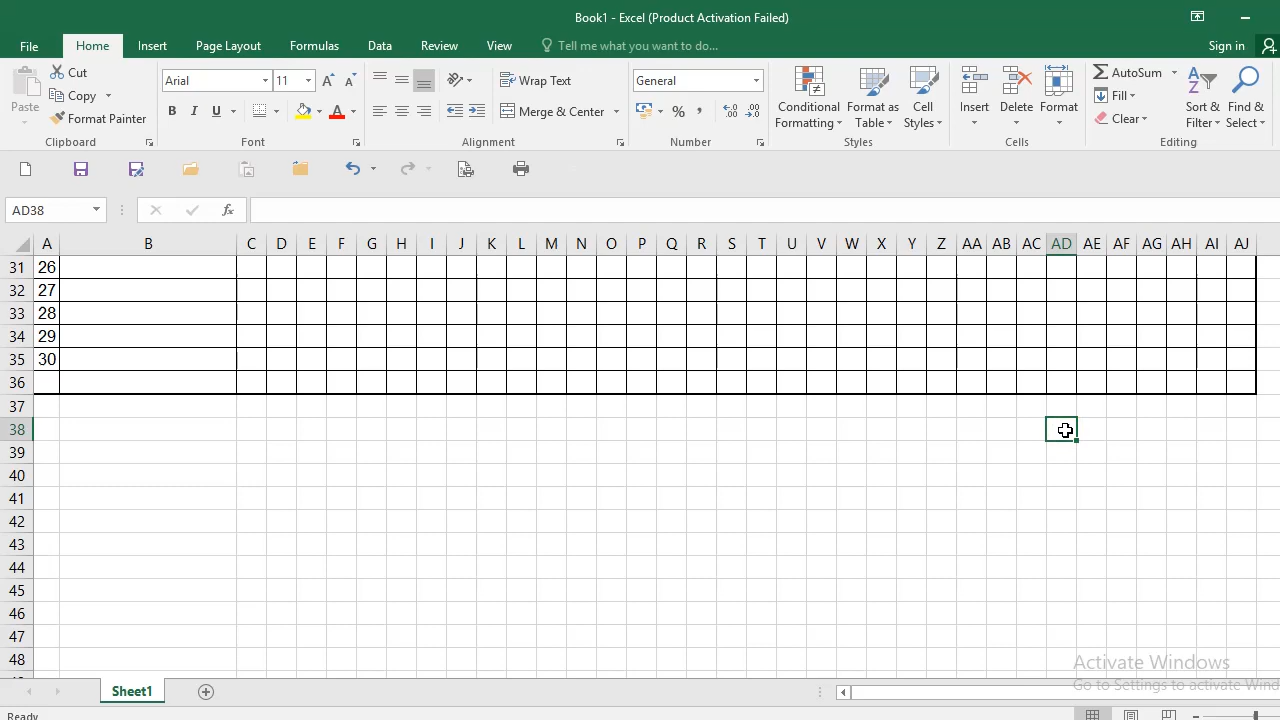 Book1 - Excel (Product Activation Failed)
File Home Insert Page Layout Formulas Data Review View Tell me what you want to do... Sign in
Paste
Cut
Copy
Format Painter
Clipboard
Arial 11
B I U
Font
Wrap Text
Merge & Center
Alignment
General
%
Number
Conditional Formatting
Format as Table
Cell Styles
Styles
Insert Delete Format
Cells
AutoSum
Fill
Clear
Sort & Filter
Find & Select
Editing
AD38
fx
A B C D E F G H I J K L M N O P Q R S T U V W X Y Z AA AB AC AD AE AF AG AH AI AJ
31 26
32 27
33 28
34 29
35 30
36
37
38
39
40
41
42
43
44
45
46
47
48
Activate Windows
Go to Settings to activate Wind
Sheet1
Ready